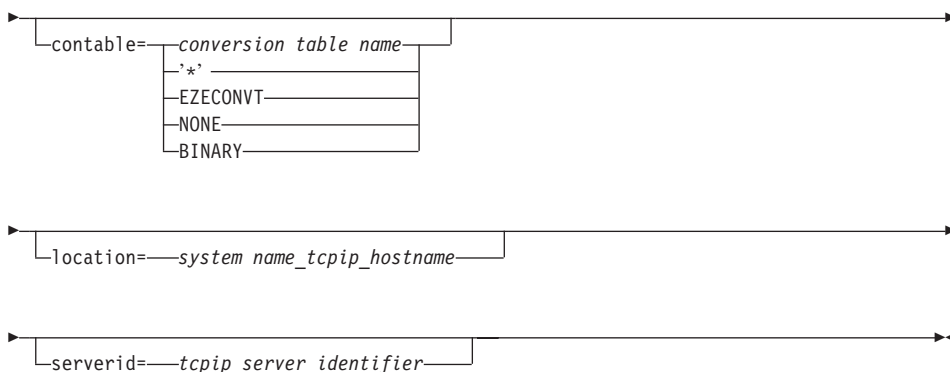 contable= conversion table name
’*’
EZECONVT
NONE
BINARY
location= system name_tcpip_hostname
serverid= tcpip server identifier